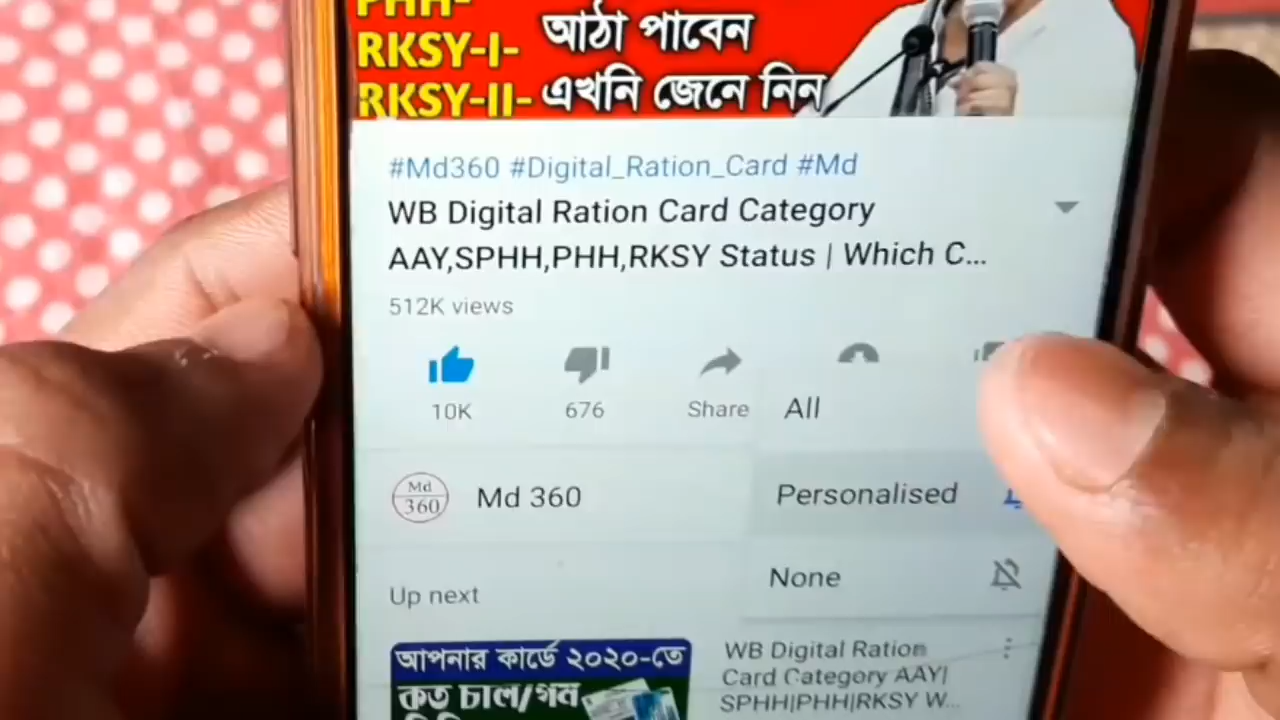 PHH-
RKSY-I- আঠা পাবেন
RKSY-II- এখনি জেনে নিন
#Md360 #Digital_Ration_Card #Md
WB Digital Ration Card Category
AAY,SPHH,PHH,RKSY Status | Which C...
512K views
10K 676 Share All
Md 360 Md 360 Personalised
None
Up next
আপনার কার্ডে ২০২০-তে
কত চাল/গম
WB Digital Ration
Card Category AAY|
SPHH|PHH|RKSY W...